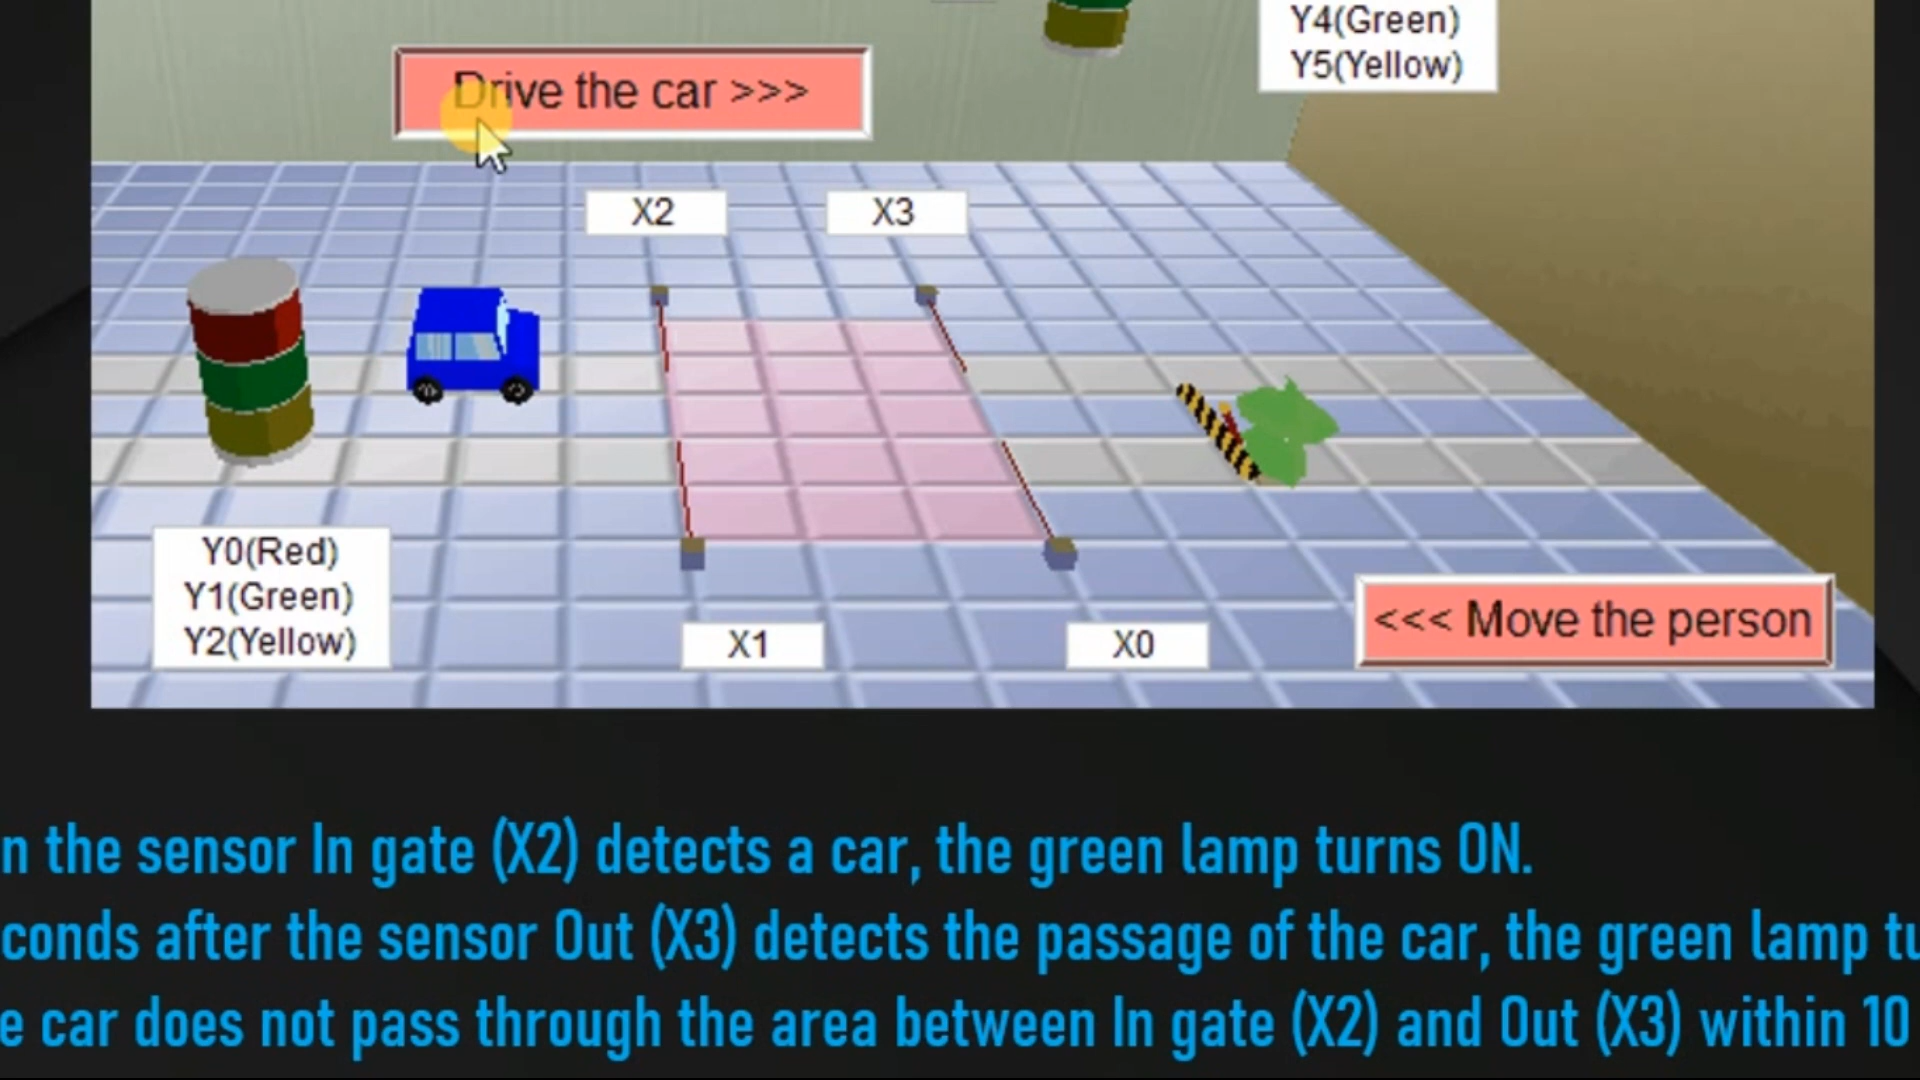 Y4(Green)
Y5(Yellow)
Drive the car >>>
X2
X3
Y0(Red)
Y1(Green)
Y2(Yellow)
X1
X0
<<< Move the person
n the sensor In gate (X2) detects a car, the green lamp turns ON.
conds after the sensor Out (X3) detects the passage of the car, the green lamp tu
e car does not pass through the area between In gate (X2) and Out (X3) within 10